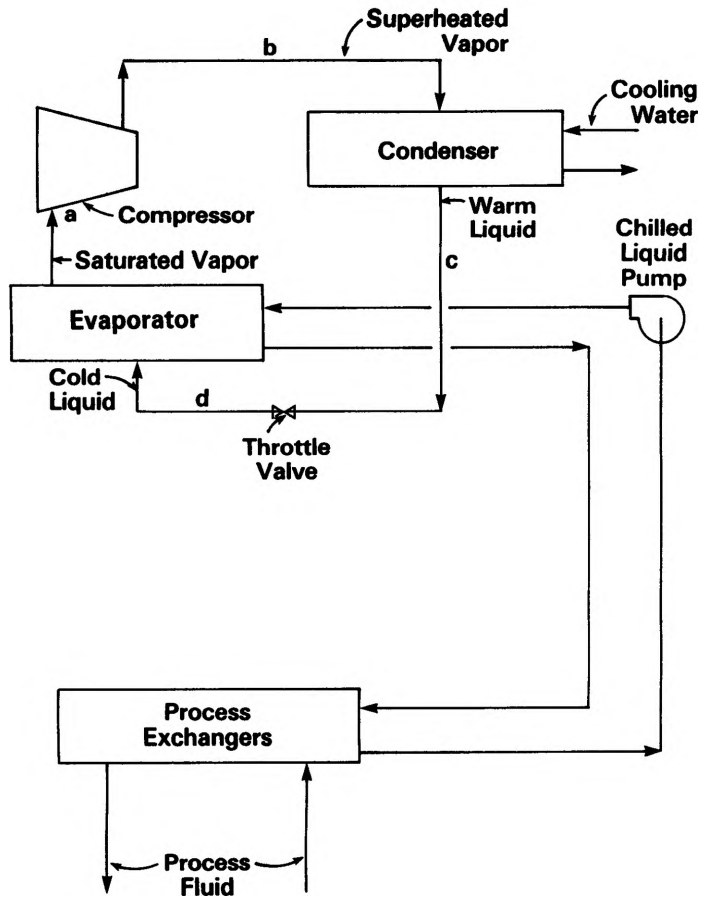 Superheated
Vapor
b
Cooling
Water
Condenser
a
Compressor
Warm
Liquid
Chilled
Liquid
Pump
Saturated Vapor
c
Evaporator
Cold
Liquid
d
Throttle
Valve
Process
Exchangers
Process
Fluid